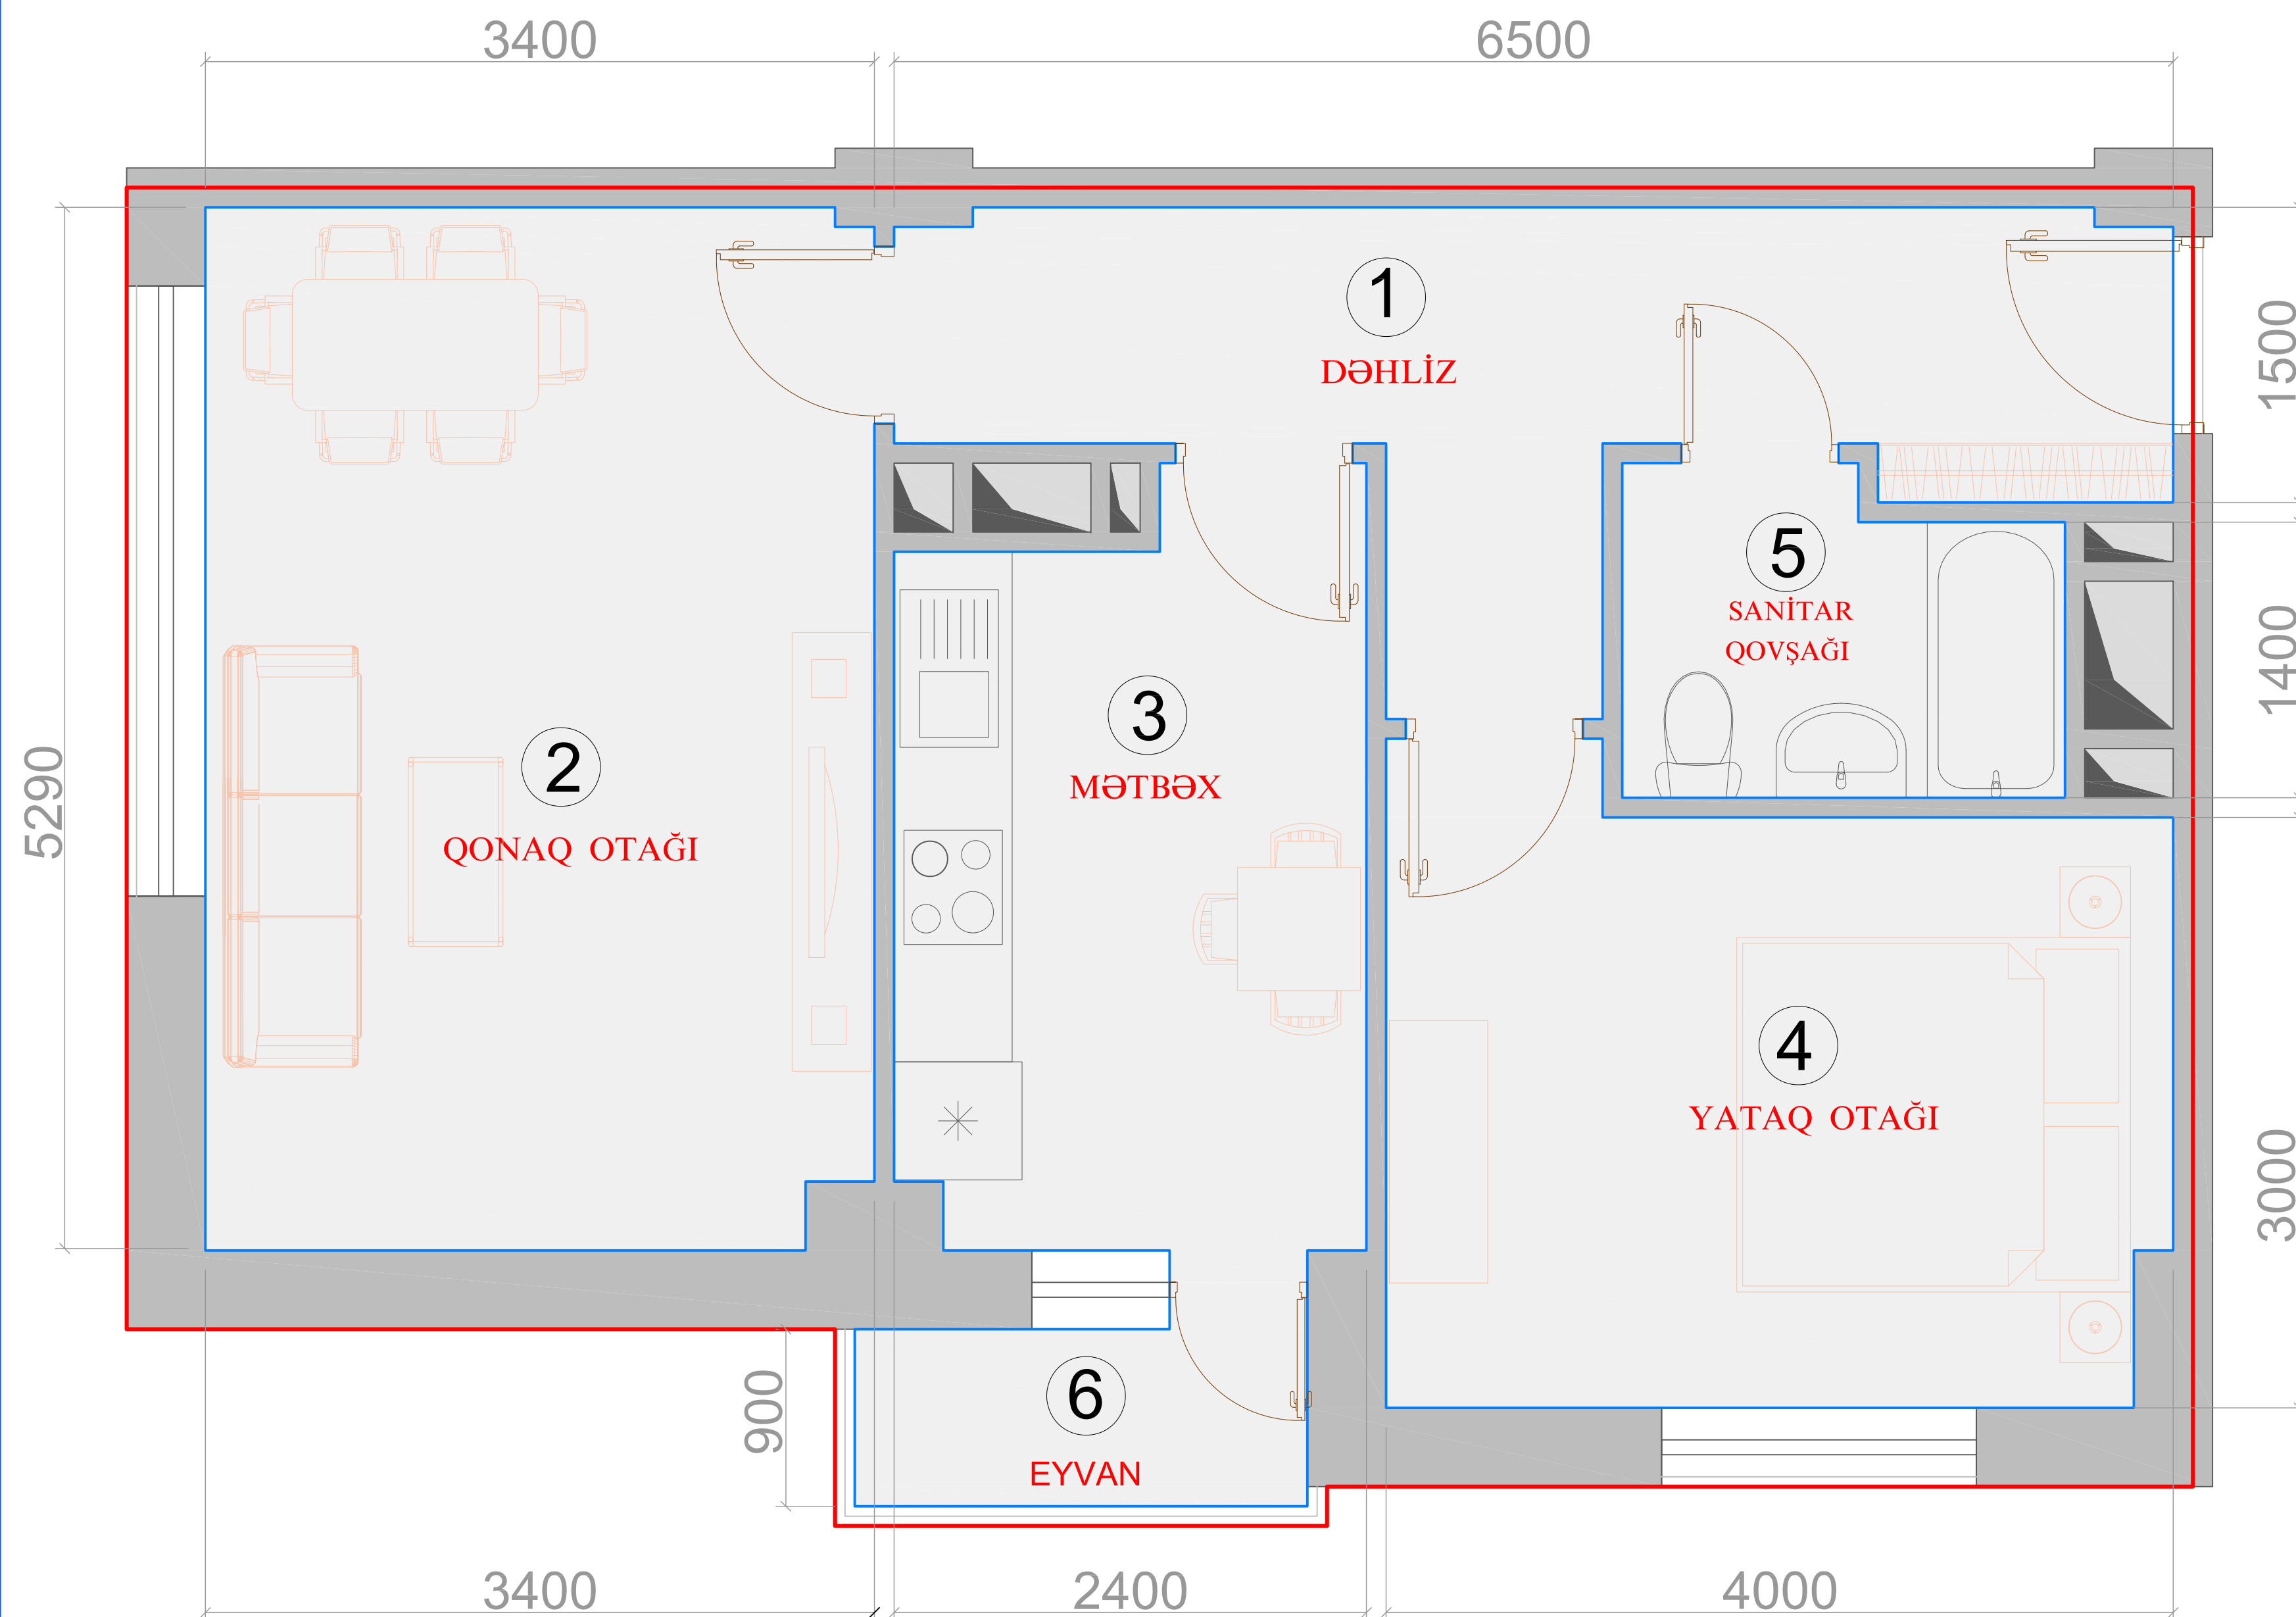 3400
6500
1
DƏHLİZ
1500
5
SANİTAR
QOVŞAĞI
1400
3
MƏTBƏX
2
QONAQ OTAĞI
5290
4
YATAQ OTAĞI
3000
900
6
EYVAN
3400
2400
4000